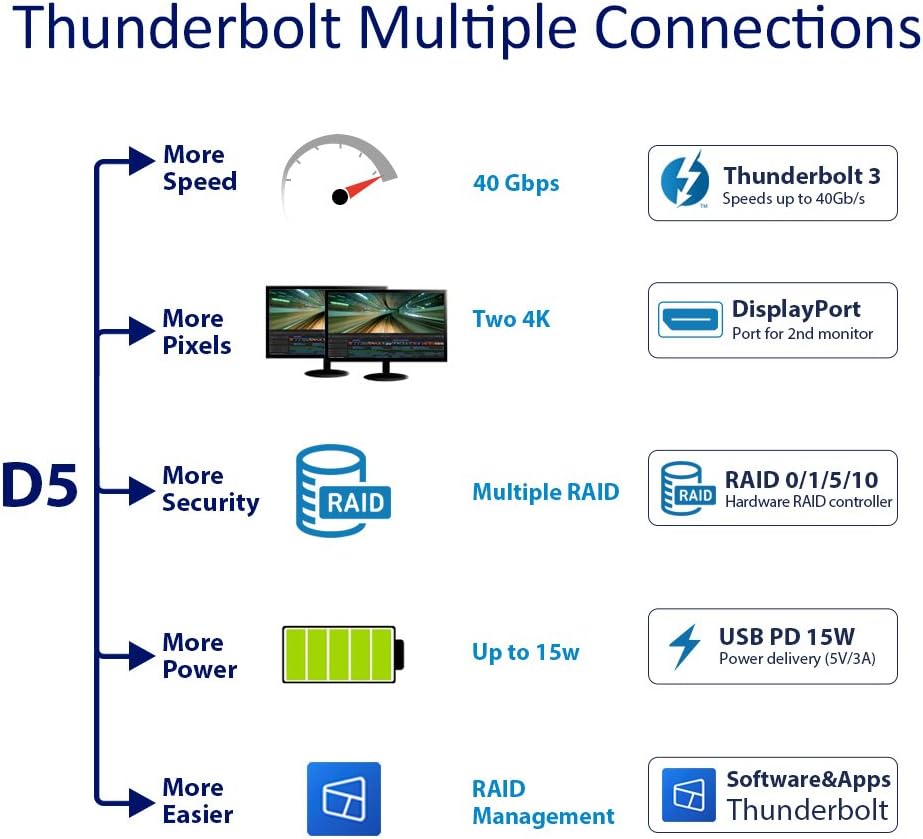 Thunderbolt Multiple Connections
More
Speed
40 Gbps
Thunderbolt 3
Speeds up to 40Gb/s
TM
More
Pixels
Two 4K
DisplayPort
Port for 2nd monitor
D5
More
Security
RAID
Multiple RAID
RAID
RAID 0/1/5/10
Hardware RAID controller
More
Power
Up to 15w
USB PD 15W
Power delivery (5V/3A)
More
Easier
RAID
Management
Software&Apps
Thunderbolt